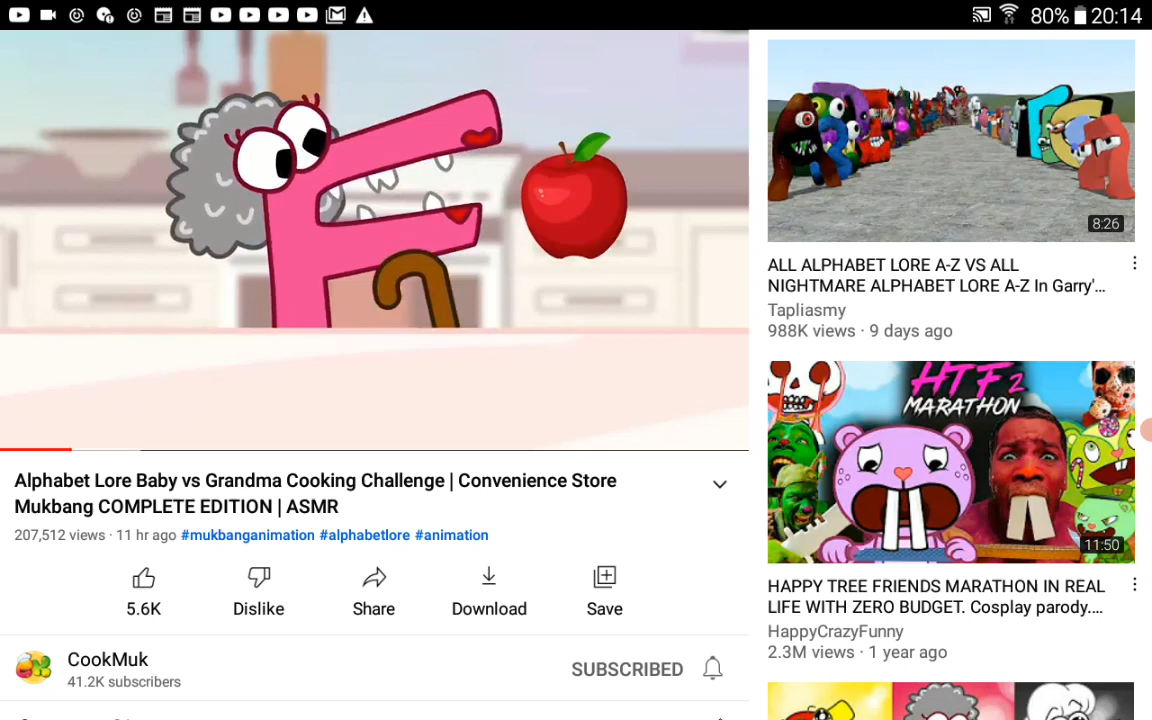 80% 20:14
Alphabet Lore Baby vs Grandma Cooking Challenge | Convenience Store
Mukbang COMPLETE EDITION | ASMR
207,512 views · 11 hr ago #mukbanganimation #alphabetlore #animation
5.6K Dislike Share Download Save
CookMuk
41.2K subscribers
SUBSCRIBED
8:26
ALL ALPHABET LORE A-Z VS ALL
NIGHTMARE ALPHABET LORE A-Z In Garry'...
Tapliasmy
988K views · 9 days ago
HTF 2
MARATHON
11:50
HAPPY TREE FRIENDS MARATHON IN REAL
LIFE WITH ZERO BUDGET. Cosplay parody....
HappyCrazyFunny
2.3M views · 1 year ago